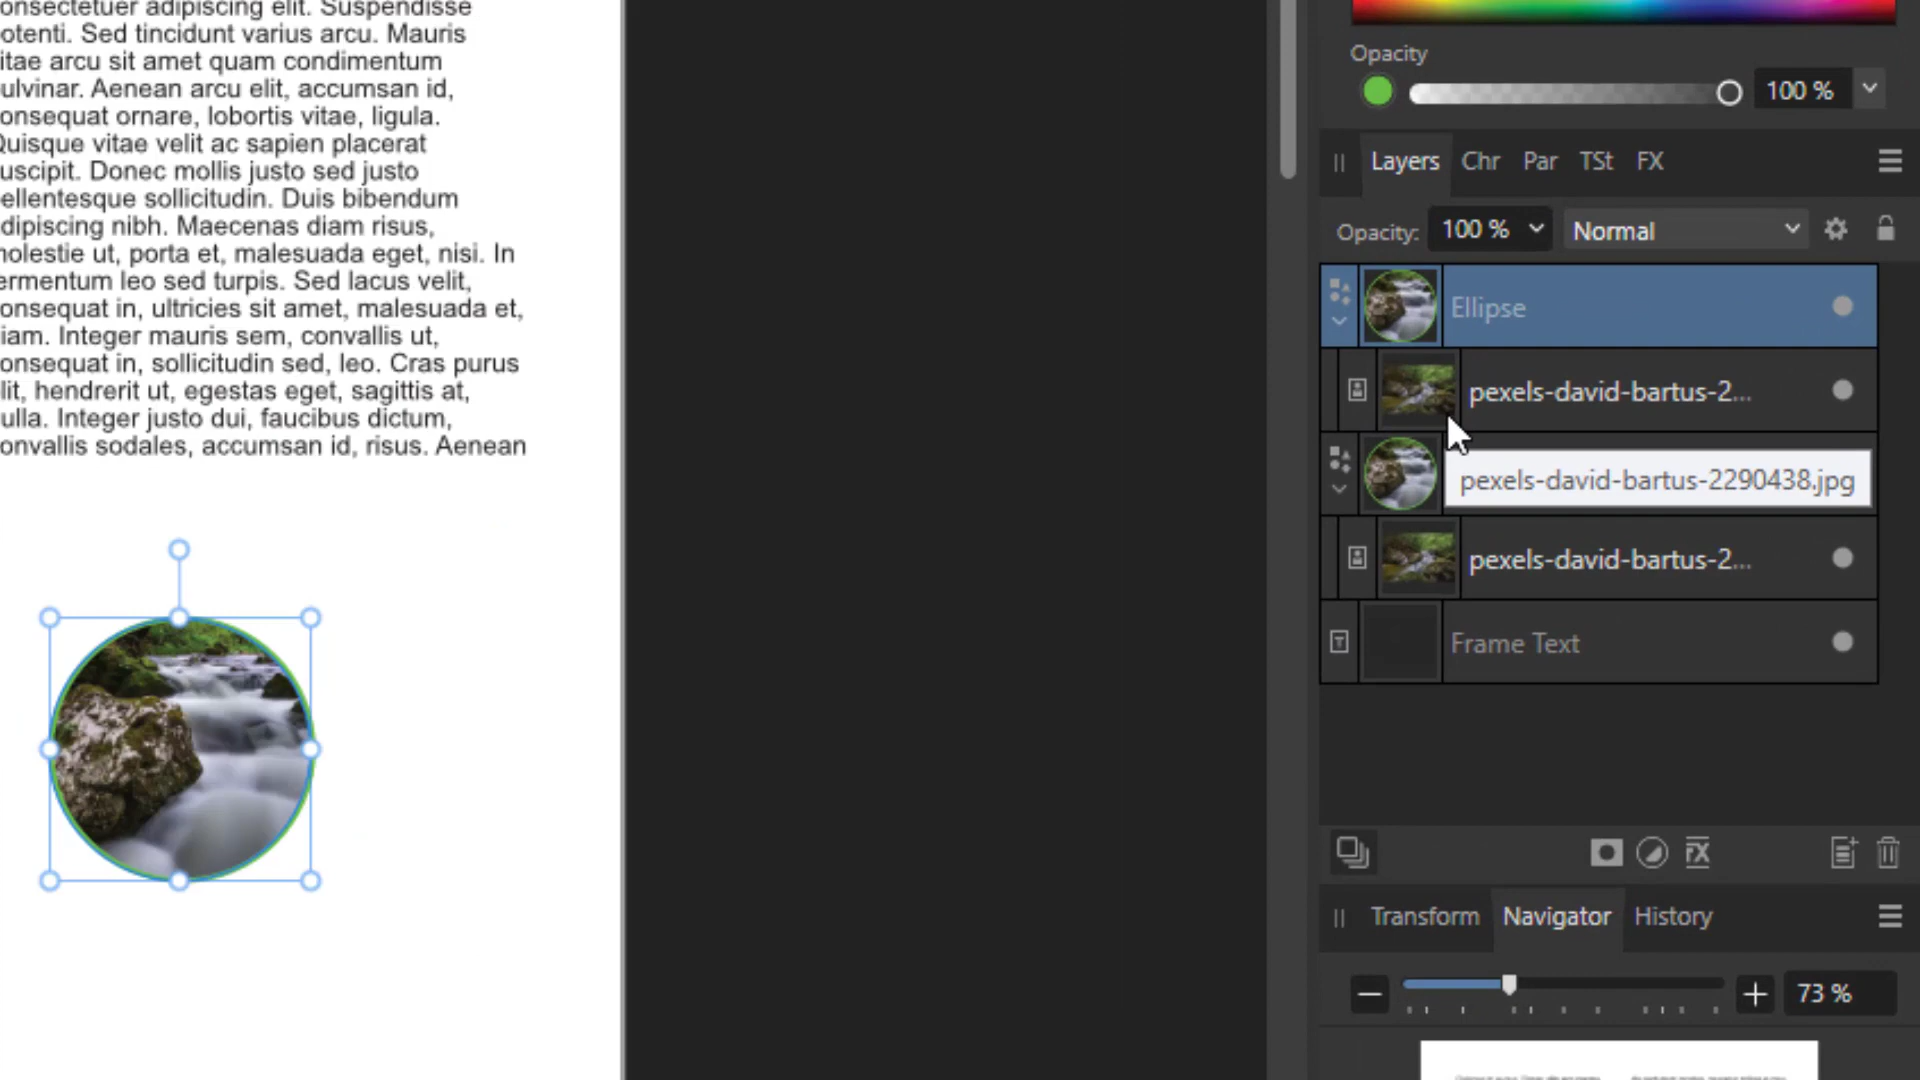 onsectetuer adipiscing elit. Suspendisse
otenti. Sed tincidunt varius arcu. Mauris
itae arcu sit amet quam condimentum
ulvinar. Aenean arcu elit, accumsan id,
onsequat ornare, lobortis vitae, ligula.
Quisque vitae velit ac sapien placerat
uscipit. Donec mollis justo sed justo
ellentesque sollicitudin. Duis bibendum
dipiscing nibh. Maecenas diam risus,
molestie ut, porta et, malesuada eget, nisi. In
ermentum leo sed turpis. Sed lacus velit,
onsequat in, ultricies sit amet, malesuada et,
iam. Integer mauris sem, convallis ut,
onsequat in, sollicitudin sed, leo. Cras purus
lit, hendrerit ut, egestas eget, sagittis at,
ulla. Integer justo dui, faucibus dictum,
onvallis sodales, accumsan id, risus. Aenean
Opacity
100 %
Layers Chr Par TSt FX
Opacity: 100 % Normal
Ellipse
pexels-david-bartus-2...
pexels-david-bartus-2290438.jpg
pexels-david-bartus-2...
Frame Text
Transform Navigator History
73 %